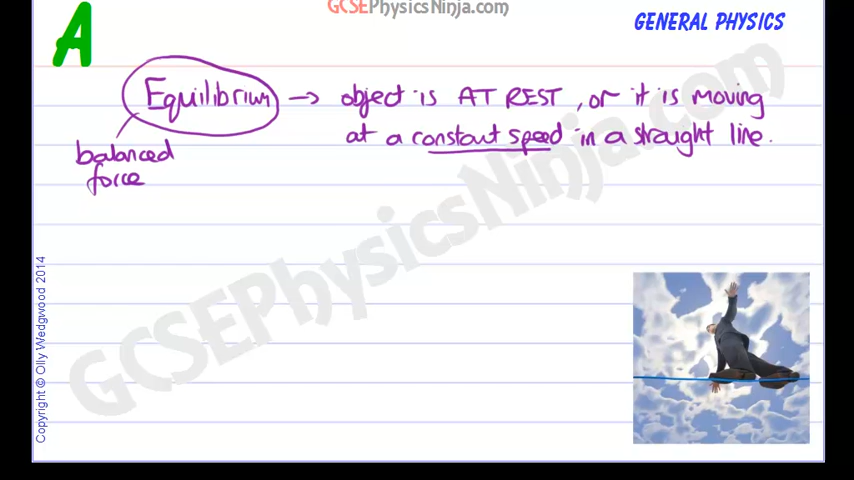 GCSEPhysicsNinja.com
GENERAL PHYSICS
A
Equilibrium → object is AT REST, or it is moving
at a constant speed in a straight line.
balanced
force
GCSEPhysicsNinja.com
Copyright © Olly Wedgwood 2014